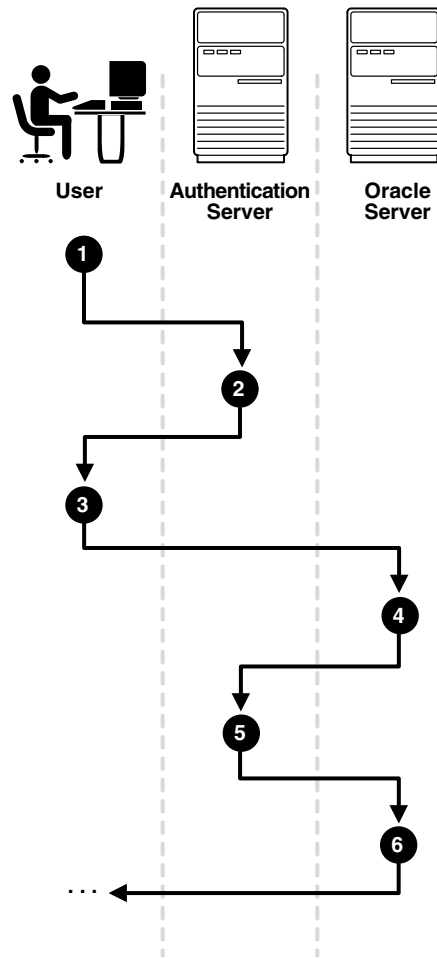 User
Authentication
Server
Oracle
Server
1
2
3
4
5
6
...